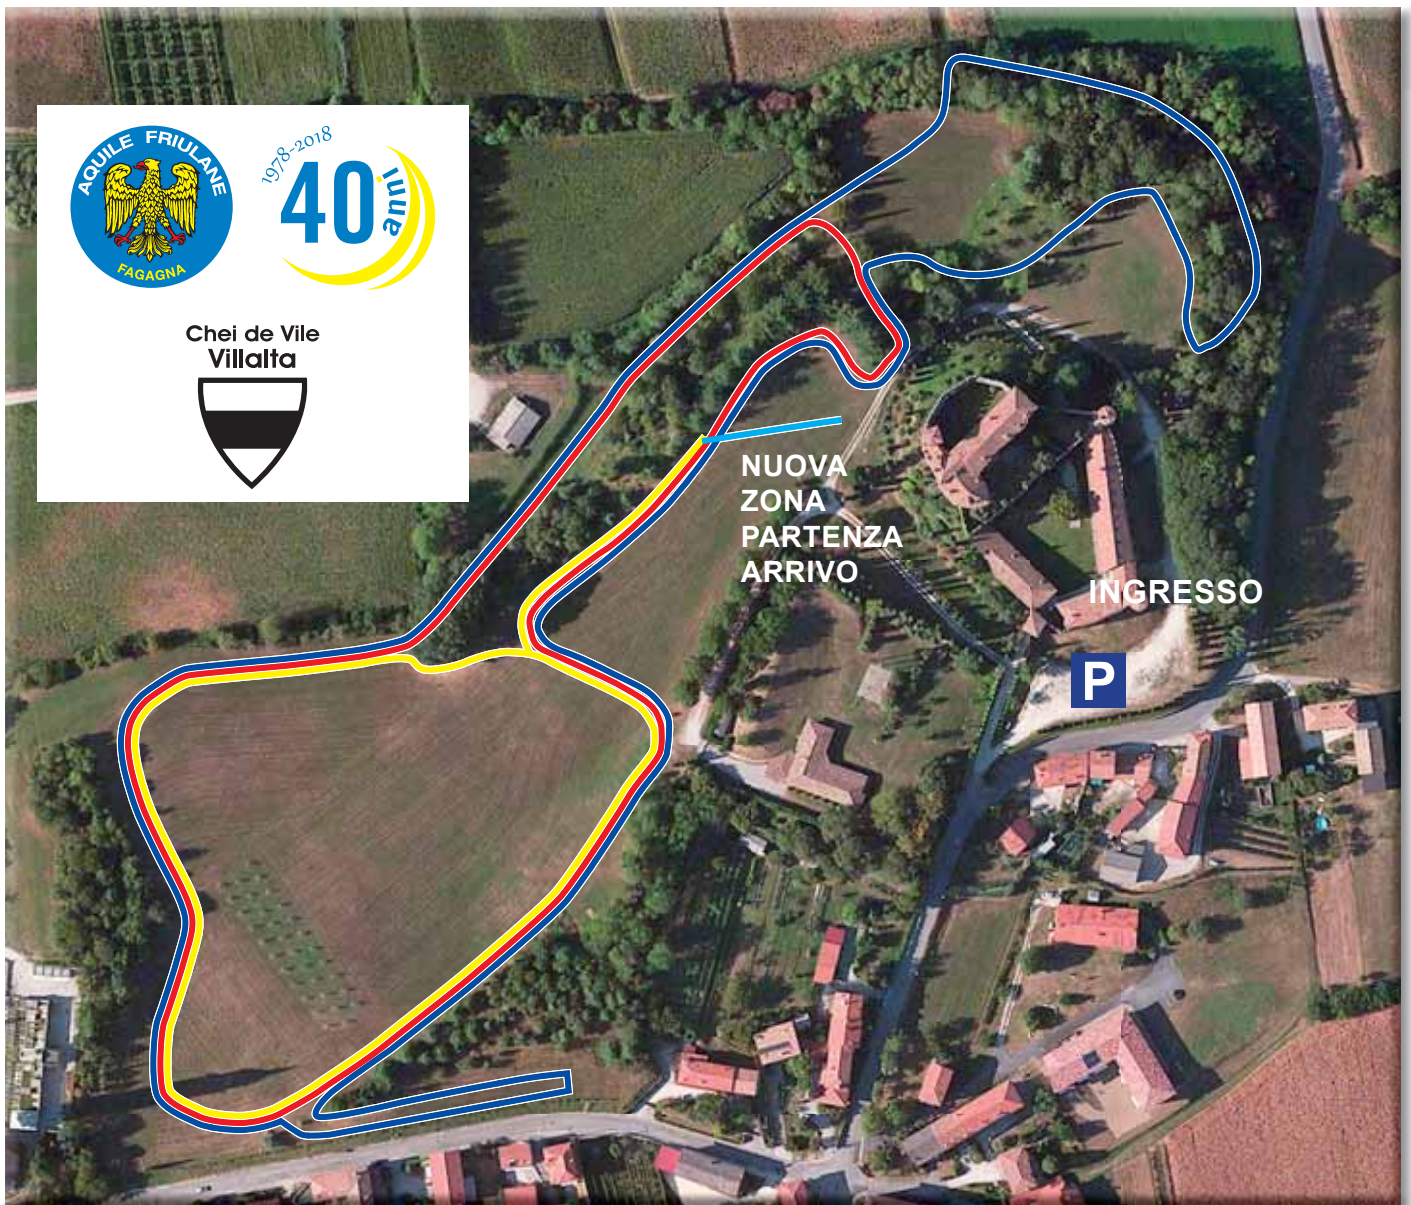 AQUILE FRIULANE
FAGAGNA
1978-2018
40 anni
Chei de Vile
Villalta
NUOVA
ZONA
PARTENZA
ARRIVO
INGRESSO
P